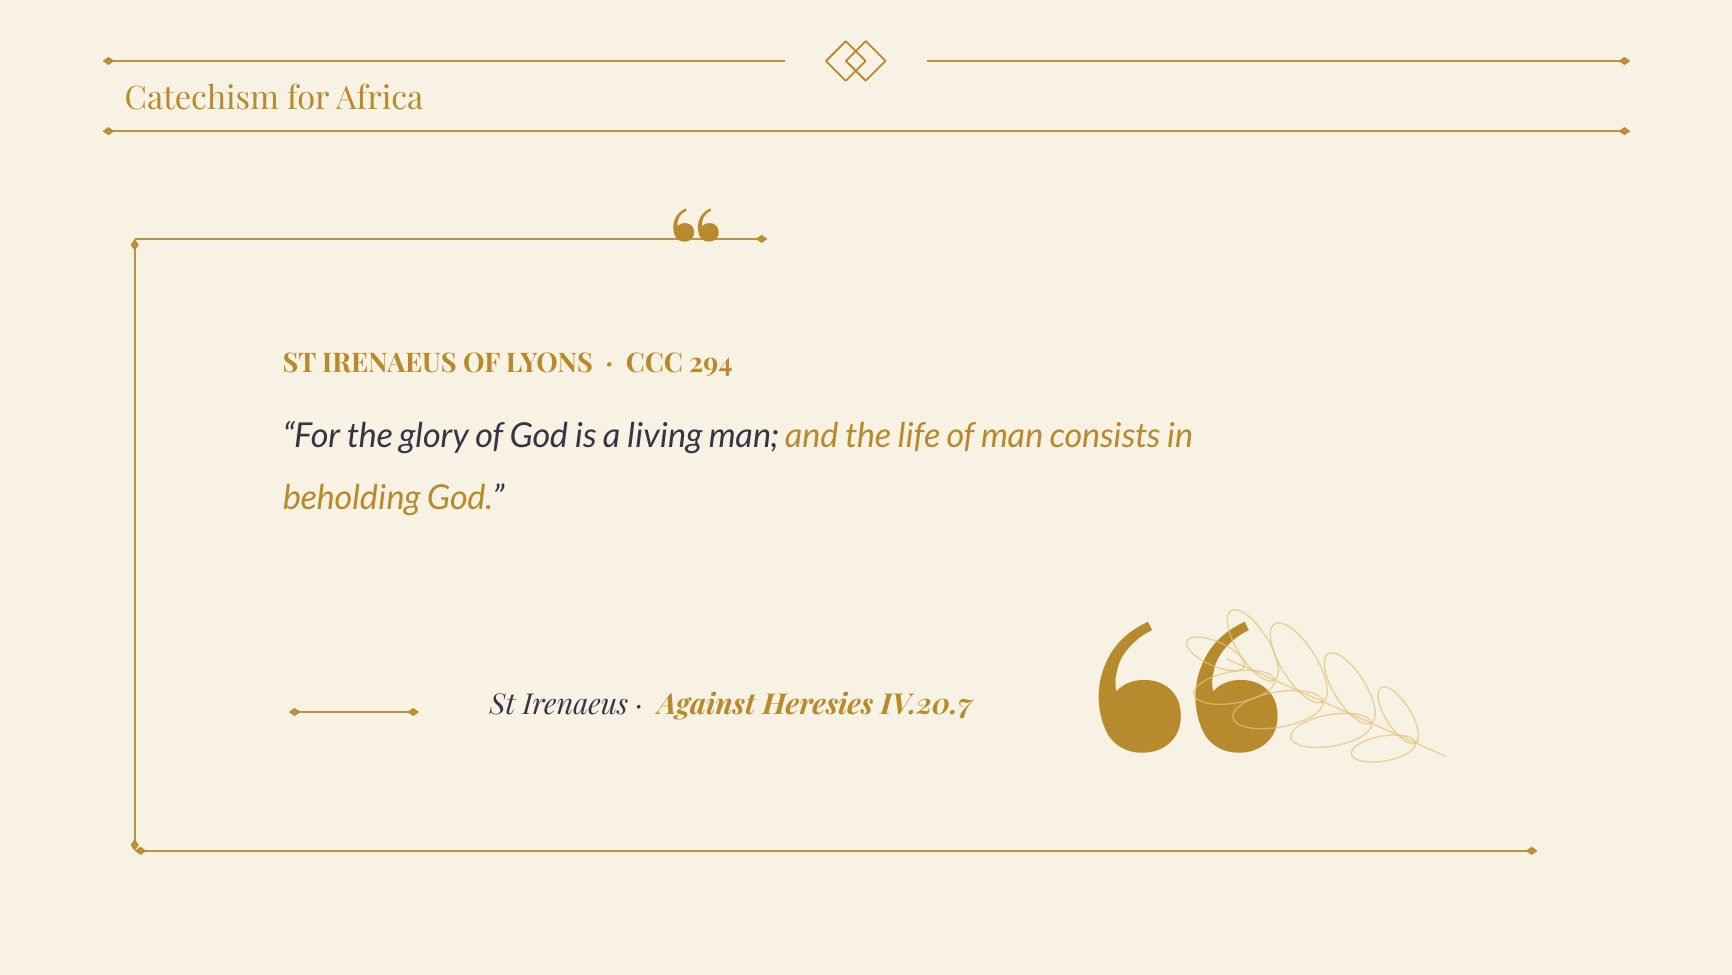 Catechism for Africa
ST IRENAEUS OF LYONS · CCC 294
“For the glory of God is a living man; and the life of man consists in
beholding God.”
St Irenaeus · Against Heresies IV.20.7